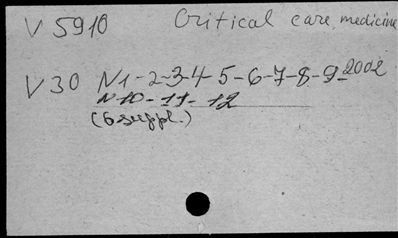 V 5910 Critical care medicine
V 30 N1-2-3-4-5-6-7-8-9-2002
N10-11-12
(6 suppl.)